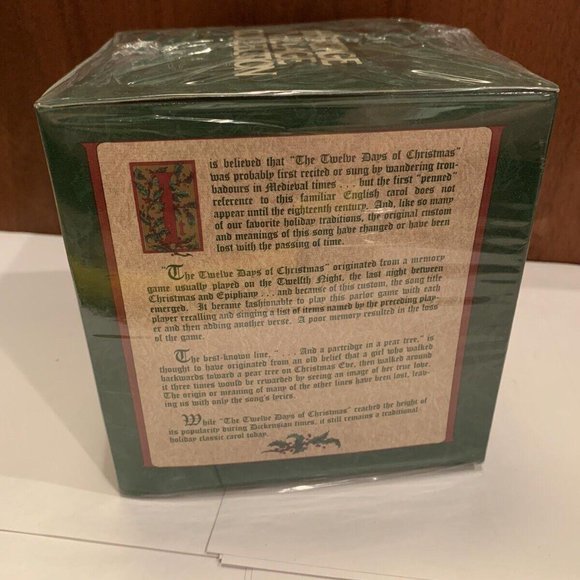 I
is believed that "The Twelve Days of Christmas"
was probably first recited or sung by wandering trou-
badours in Medieval times . . . but the first "penned"
reference to this familiar English carol does not
appear until the eighteenth century. And, like so many
of our favorite holiday traditions, the original custom
and meanings of this song have changed or have been
lost with the passing of time.
The Twelve Days of Christmas" originated from a memory
game usually played on the Twelfth Night, the last night between
Christmas and Epiphany . . . and because of this custom, the song title
emerged. It became fashionable to play this parlor game with each
player recalling and singing a list of items named by the preceding play-
er and then adding another verse. A poor memory resulted in the loss
of the game.
The best-known line, ". . . And a partridge in a pear tree," is
thought to have originated from an old belief that a girl who walked
backwards toward a pear tree on Christmas Eve, then walked around
it three times would be rewarded by seeing an image of her true love.
The origin or meaning of many of the other lines have been lost, leav-
ing us with only the song's lyrics.
While "The Twelve Days of Christmas" reached the height of
its popularity during Dickensian times, it still remains a traditional
holiday classic carol today.